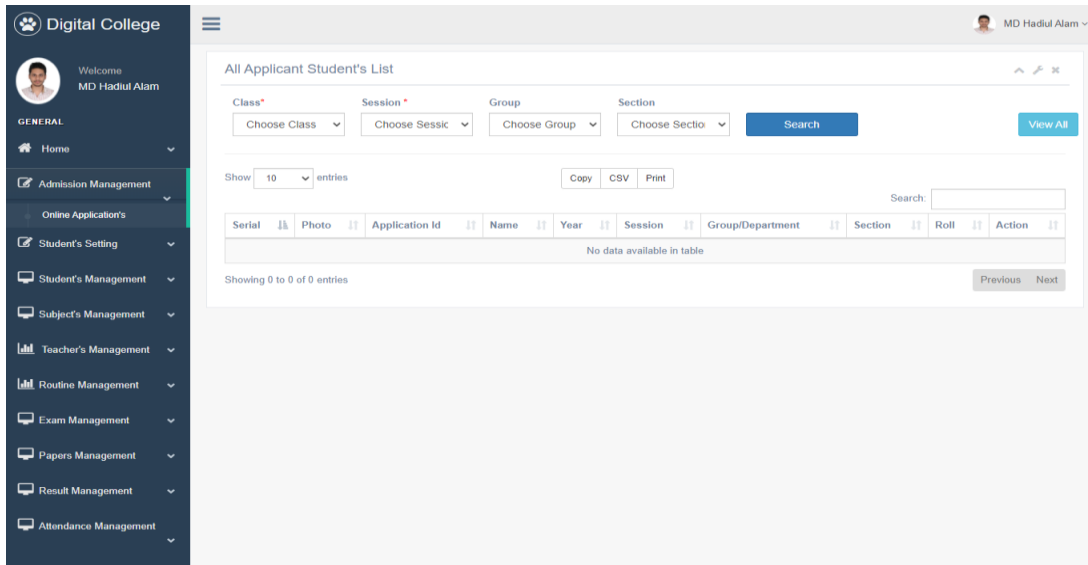 Digital College
MD Hadiul Alam
Welcome
MD Hadiul Alam
GENERAL
Home
Admission Management
Online Application's
Student's Setting
Student's Management
Subject's Management
Teacher's Management
Routine Management
Exam Management
Papers Management
Result Management
Attendance Management
All Applicant Student's List
Class* Session * Group Section
Choose Class Choose Sessic Choose Group Choose Sectio Search View All
Show 10 entries Copy CSV Print
Search:
Serial Photo Application Id Name Year Session Group/Department Section Roll Action
No data available in table
Showing 0 to 0 of 0 entries Previous Next